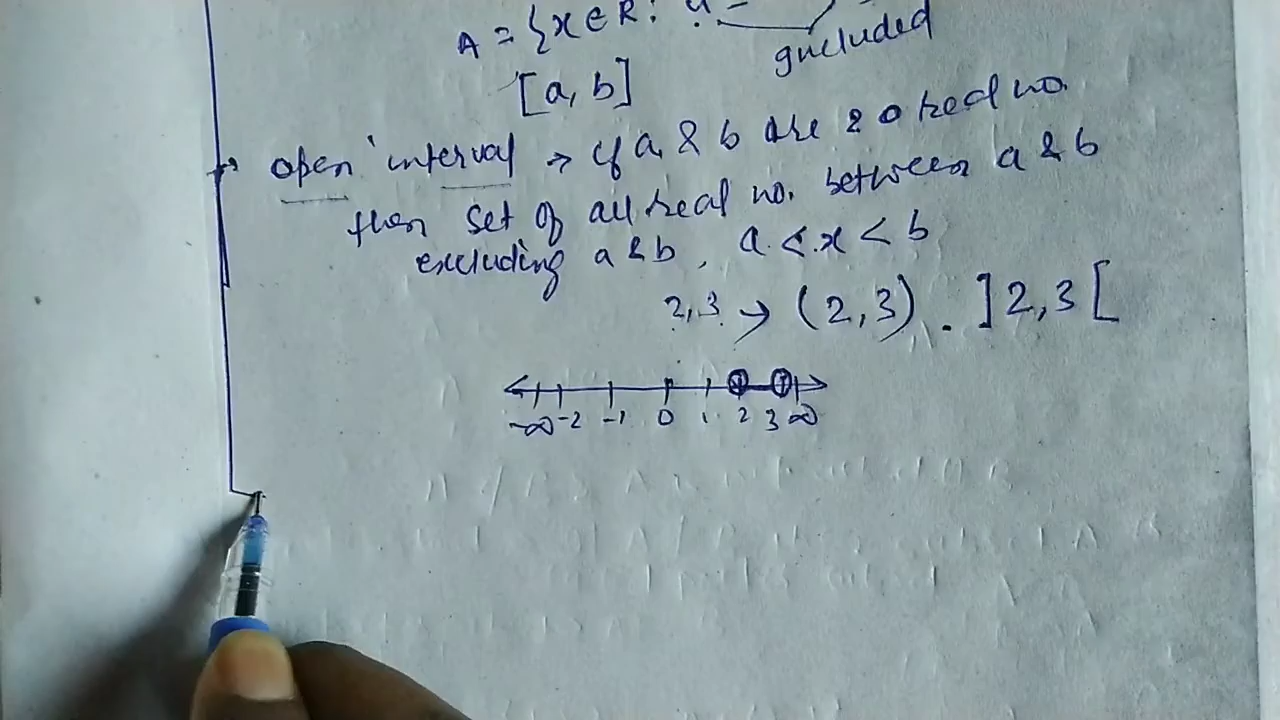 A = {x ∈ R : a
included
[a, b]
open interval → if a & b are 2 real no.
then set of all real no. between a & b
excluding a & b, a < x < b
2,3 → (2,3) . ]2,3[
-∞ -2 -1 0 1 2 3 ∞